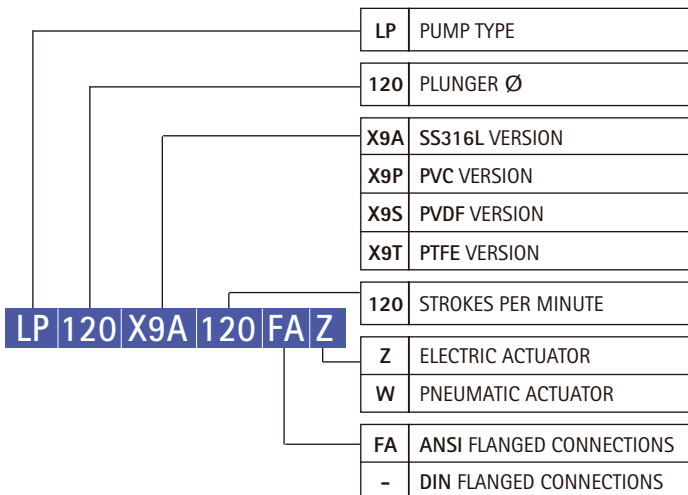 LP PUMP TYPE
120 PLUNGER Ø
X9A SS316L VERSION
X9P PVC VERSION
X9S PVDF VERSION
X9T PTFE VERSION
120 STROKES PER MINUTE
LP 120 X9A 120 FA Z
Z ELECTRIC ACTUATOR
W PNEUMATIC ACTUATOR
FA ANSI FLANGED CONNECTIONS
- DIN FLANGED CONNECTIONS